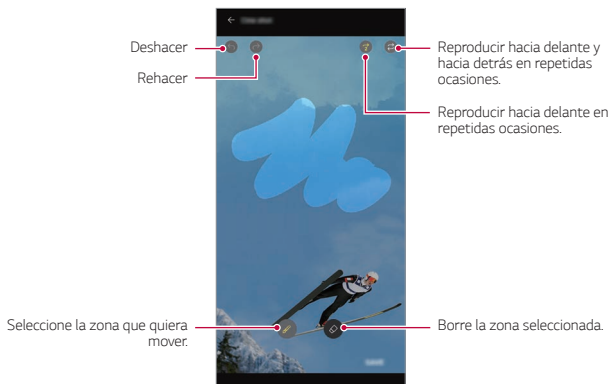 Deshacer
Rehacer
Reproducir hacia delante y
hacia detrás en repetidas
ocasiones.
Reproducir hacia delante en
repetidas ocasiones.
Seleccione la zona que quiera
mover.
Borre la zona seleccionada.